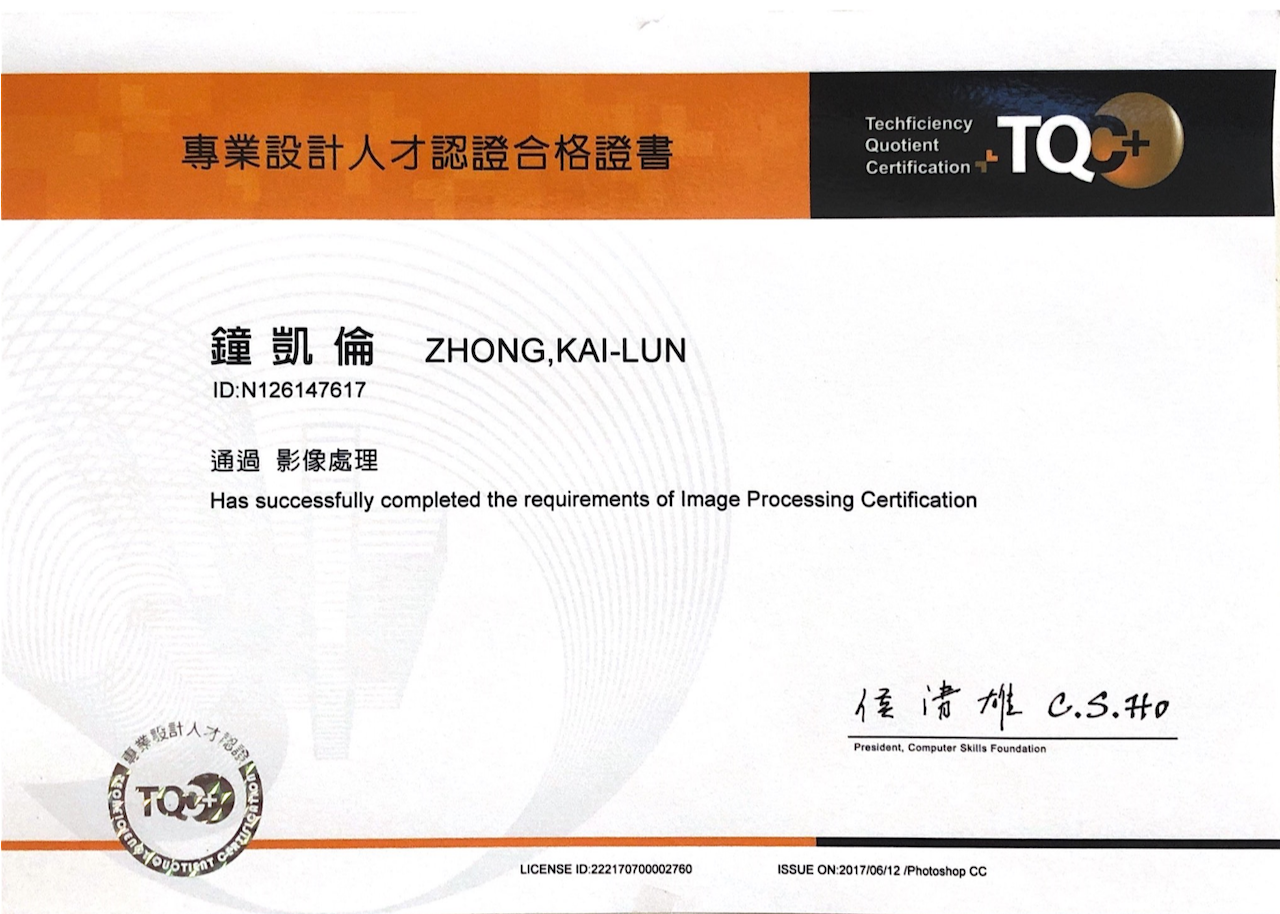 專業設計人才認證合格證書
Techficiency
Quotient
Certification
TQC+
鐘凱倫 ZHONG,KAI-LUN
ID:N126147617
通過 影像處理
Has successfully completed the requirements of Image Processing Certification
侯清雄 C.S.Ho
President, Computer Skills Foundation
專業設計人才認證
TQC+
QUOTIENT CERTIFICATION
LICENSE ID:222170700002760
ISSUE ON:2017/06/12 /Photoshop CC